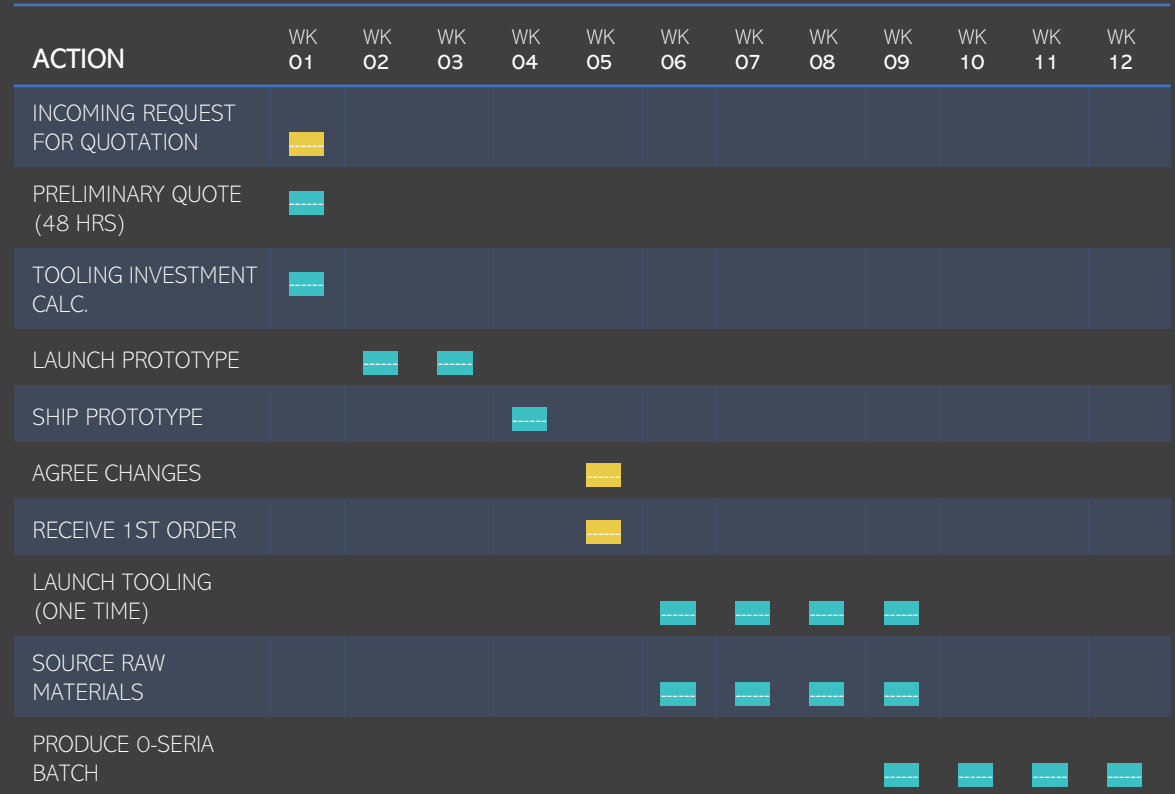 ACTION WK 01 WK 02 WK 03 WK 04 WK 05 WK 06 WK 07 WK 08 WK 09 WK 10 WK 11 WK 12
INCOMING REQUEST
FOR QUOTATION ------
PRELIMINARY QUOTE ------
(48 HRS)
TOOLING INVESTMENT ------
CALC.
LAUNCH PROTOTYPE ------ ------
SHIP PROTOTYPE ------
AGREE CHANGES ------
RECEIVE 1ST ORDER ------
LAUNCH TOOLING
(ONE TIME) ------ ------ ------ ------
SOURCE RAW
MATERIALS ------ ------ ------ ------
PRODUCE 0-SERIA
BATCH ------ ------ ------ ------